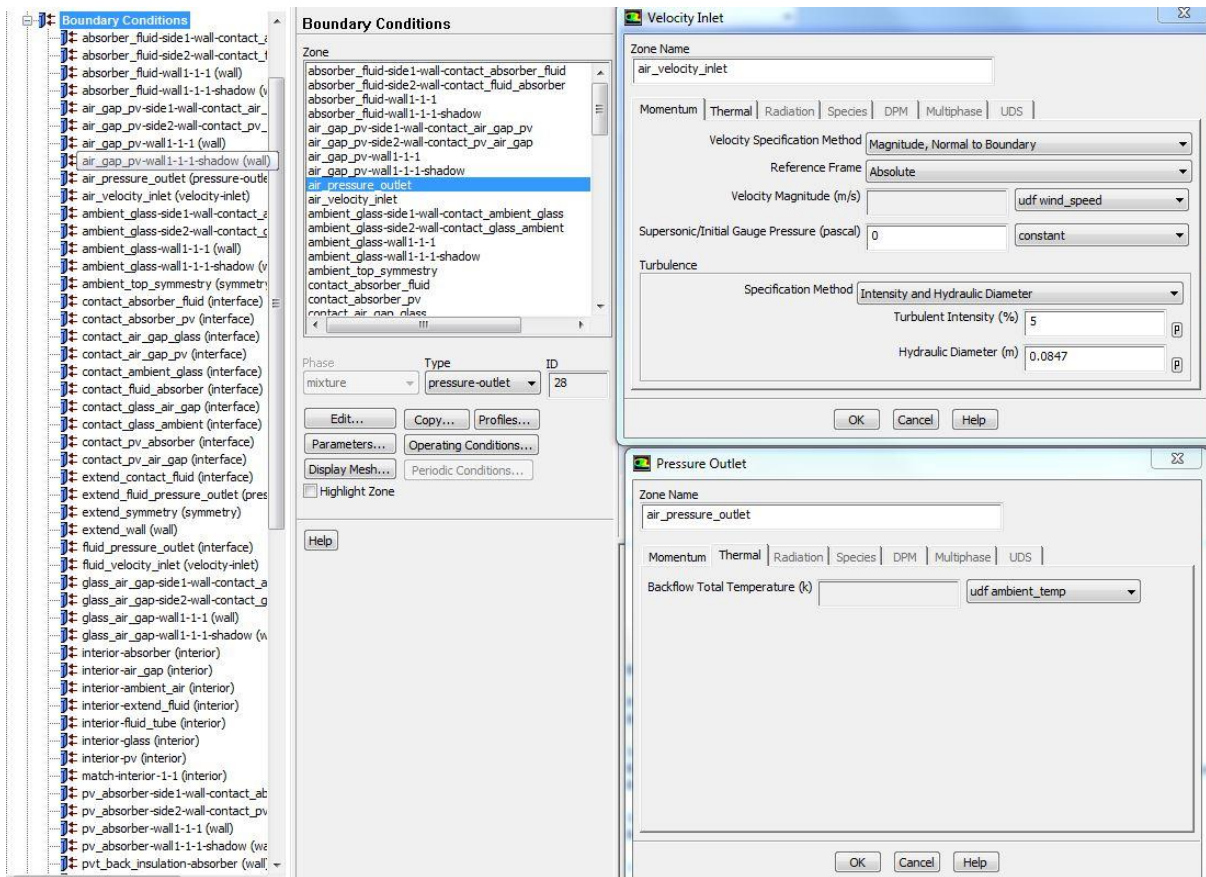 Boundary Conditions
absorber_fluid-side1-wall-contact_a
absorber_fluid-side2-wall-contact_f
absorber_fluid-wall1-1-1 (wall)
absorber_fluid-wall1-1-1-shadow (w
air_gap_pv-side1-wall-contact_air_
air_gap_pv-side2-wall-contact_pv_
air_gap_pv-wall1-1-1 (wall)
air_gap_pv-wall1-1-1-shadow (wall)
air_pressure_outlet (pressure-outle
air_velocity_inlet (velocity-inlet)
ambient_glass-side1-wall-contact_a
ambient_glass-side2-wall-contact_g
ambient_glass-wall1-1-1 (wall)
ambient_glass-wall1-1-1-shadow (w
ambient_top_symmestry (symmetry
contact_absorber_fluid (interface)
contact_absorber_pv (interface)
contact_air_gap_glass (interface)
contact_air_gap_pv (interface)
contact_ambient_glass (interface)
contact_fluid_absorber (interface)
contact_glass_air_gap (interface)
contact_glass_ambient (interface)
contact_pv_absorber (interface)
contact_pv_air_gap (interface)
extend_contact_fluid (interface)
extend_fluid_pressure_outlet (pres
extend_symmetry (symmetry)
extend_wall (wall)
fluid_pressure_outlet (interface)
fluid_velocity_inlet (velocity-inlet)
glass_air_gap-side1-wall-contact_a
glass_air_gap-side2-wall-contact_g
glass_air_gap-wall1-1-1 (wall)
glass_air_gap-wall1-1-1-shadow (w
interior-absorber (interior)
interior-air_gap (interior)
interior-ambient_air (interior)
interior-extend_fluid (interior)
interior-fluid_tube (interior)
interior-glass (interior)
interior-pv (interior)
match-interior-1-1 (interior)
pv_absorber-side1-wall-contact_ab
pv_absorber-side2-wall-contact_pv
pv_absorber-wall1-1-1 (wall)
pv_absorber-wall1-1-1-shadow (wa
pvt_back_insulation-absorber (wall)
Boundary Conditions
Zone
absorber_fluid-side1-wall-contact_absorber_fluid
absorber_fluid-side2-wall-contact_fluid_absorber
absorber_fluid-wall1-1-1
absorber_fluid-wall1-1-1-shadow
air_gap_pv-side1-wall-contact_air_gap_pv
air_gap_pv-side2-wall-contact_pv_air_gap
air_gap_pv-wall1-1-1
air_gap_pv-wall1-1-1-shadow
air_pressure_outlet
air_velocity_inlet
ambient_glass-side1-wall-contact_ambient_glass
ambient_glass-side2-wall-contact_glass_ambient
ambient_glass-wall1-1-1
ambient_glass-wall1-1-1-shadow
ambient_top_symmestry
contact_absorber_fluid
contact_absorber_pv
contact_air_gap_glass
Phase Type ID
mixture pressure-outlet 28
Edit... Copy... Profiles...
Parameters... Operating Conditions...
Display Mesh... Periodic Conditions...
Highlight Zone
Help
Velocity Inlet
Zone Name
air_velocity_inlet
Momentum Thermal Radiation Species DPM Multiphase UDS
Velocity Specification Method Magnitude, Normal to Boundary
Reference Frame Absolute
Velocity Magnitude (m/s) udf wind_speed
Supersonic/Initial Gauge Pressure (pascal) 0 constant
Turbulence
Specification Method Intensity and Hydraulic Diameter
Turbulent Intensity (%) 5 P
Hydraulic Diameter (m) 0.0847 P
OK Cancel Help
Pressure Outlet
Zone Name
air_pressure_outlet
Momentum Thermal Radiation Species DPM Multiphase UDS
Backflow Total Temperature (k) udf ambient_temp
OK Cancel Help